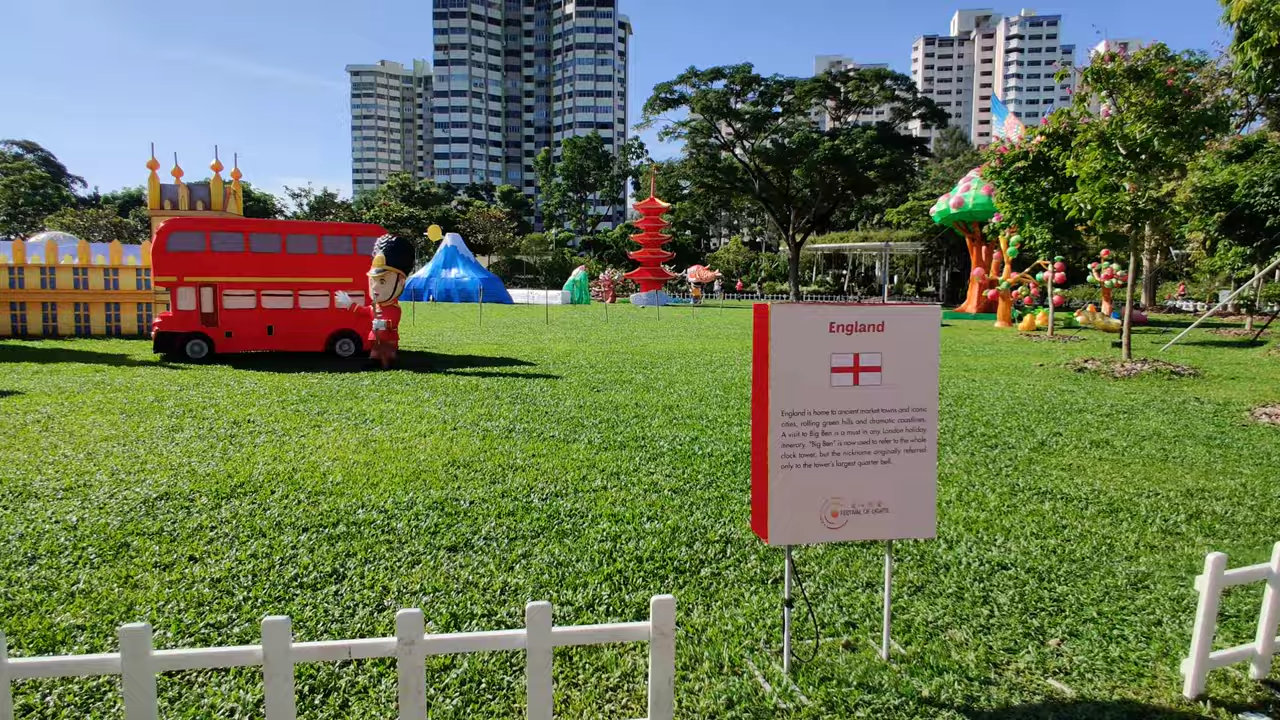 England
England is home to ancient market towns and iconic
cities, rolling green hills and dramatic coastlines.
A visit to Big Ben is a must in any London holiday
itinerary. "Big Ben" is now used to refer to the whole
clock tower, but the nickname originally referred
only to the tower's largest quarter bell.
FESTIVAL OF LIGHTS